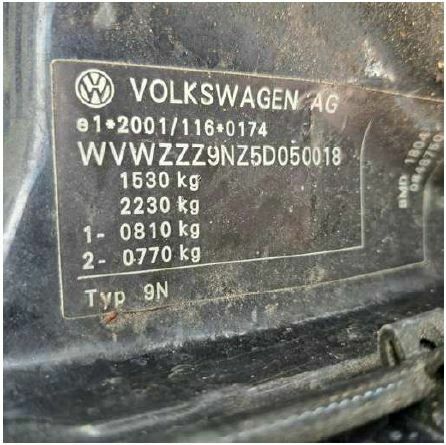 VOLKSWAGEN AG
e1*2001/116*0174
WVWZZZ9NZ5D050018
1530 kg
2230 kg
1- 0810 kg
2- 0770 kg
Typ 9N